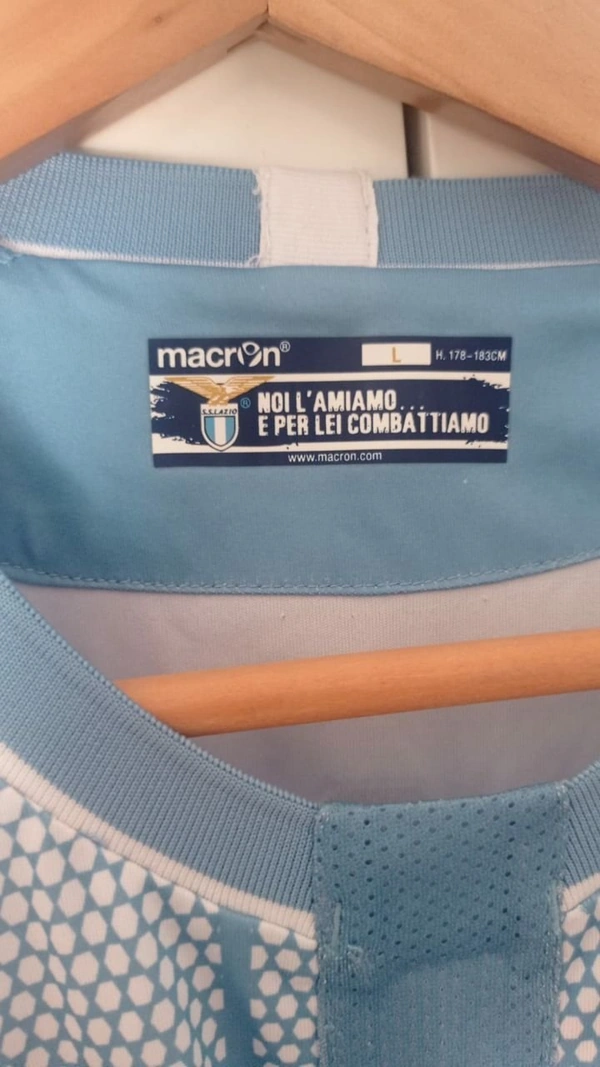 macron®
L H. 178-183CM
S.S.LAZIO ®
NOI L'AMIAMO...
E PER LEI COMBATTIAMO
www.macron.com